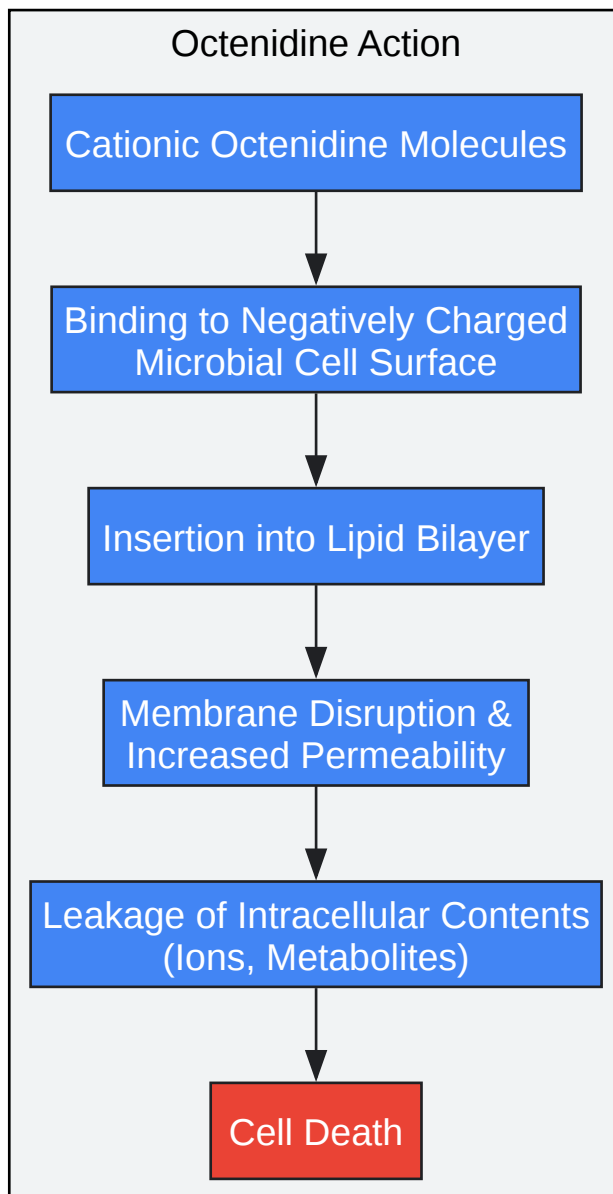 Octenidine Action
Cationic Octenidine Molecules
Binding to Negatively Charged
Microbial Cell Surface
Insertion into Lipid Bilayer
Membrane Disruption &
Increased Permeability
Leakage of Intracellular Contents
(Ions, Metabolites)
Cell Death